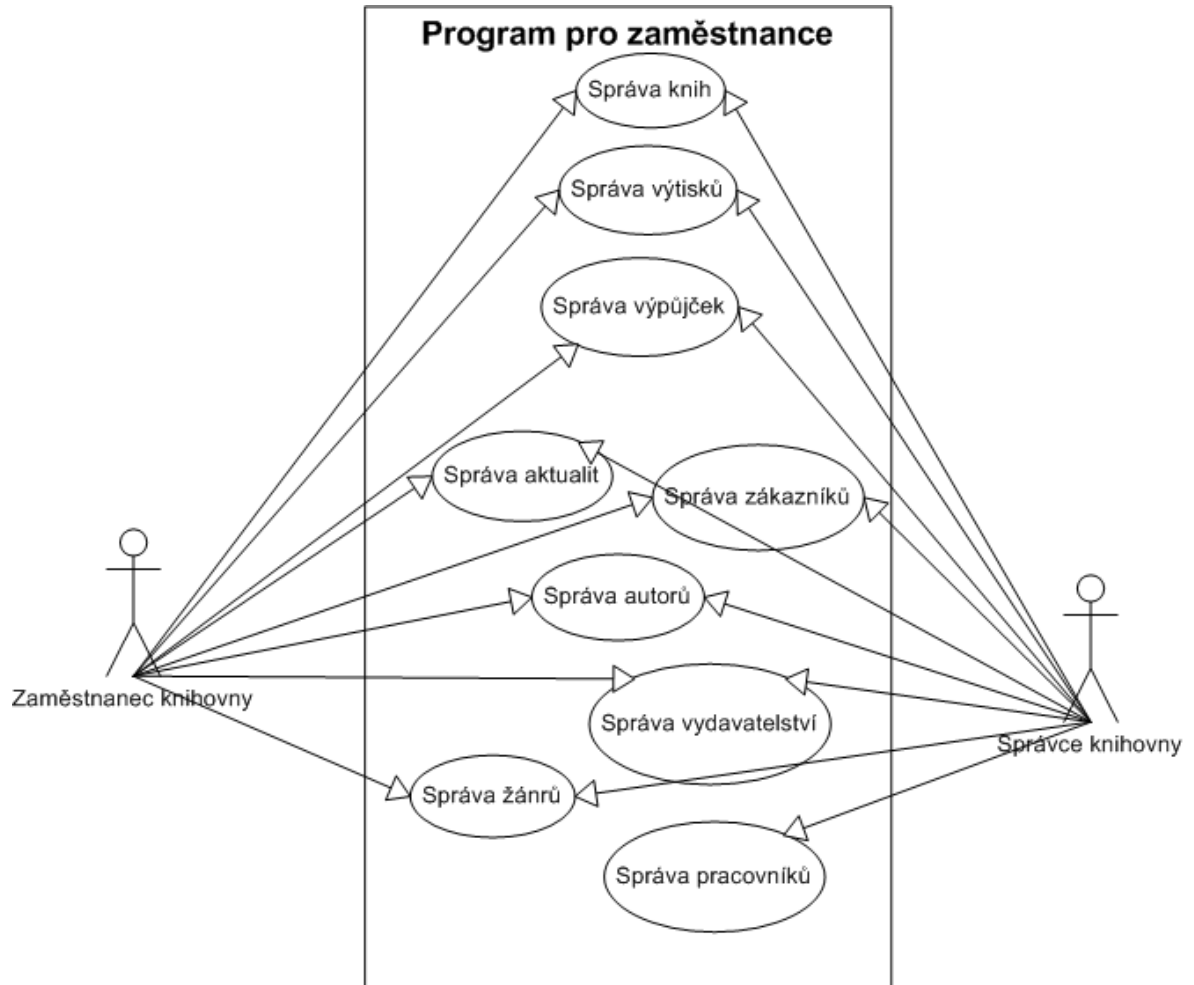 Program pro zaměstnance
Správa knih
Správa výtisků
Správa výpůjček
Správa aktualit
Správa zákazníků
Správa autorů
Zaměstnanec knihovny
Správa vydavatelství
Správce knihovny
Správa žánrů
Správa pracovníků